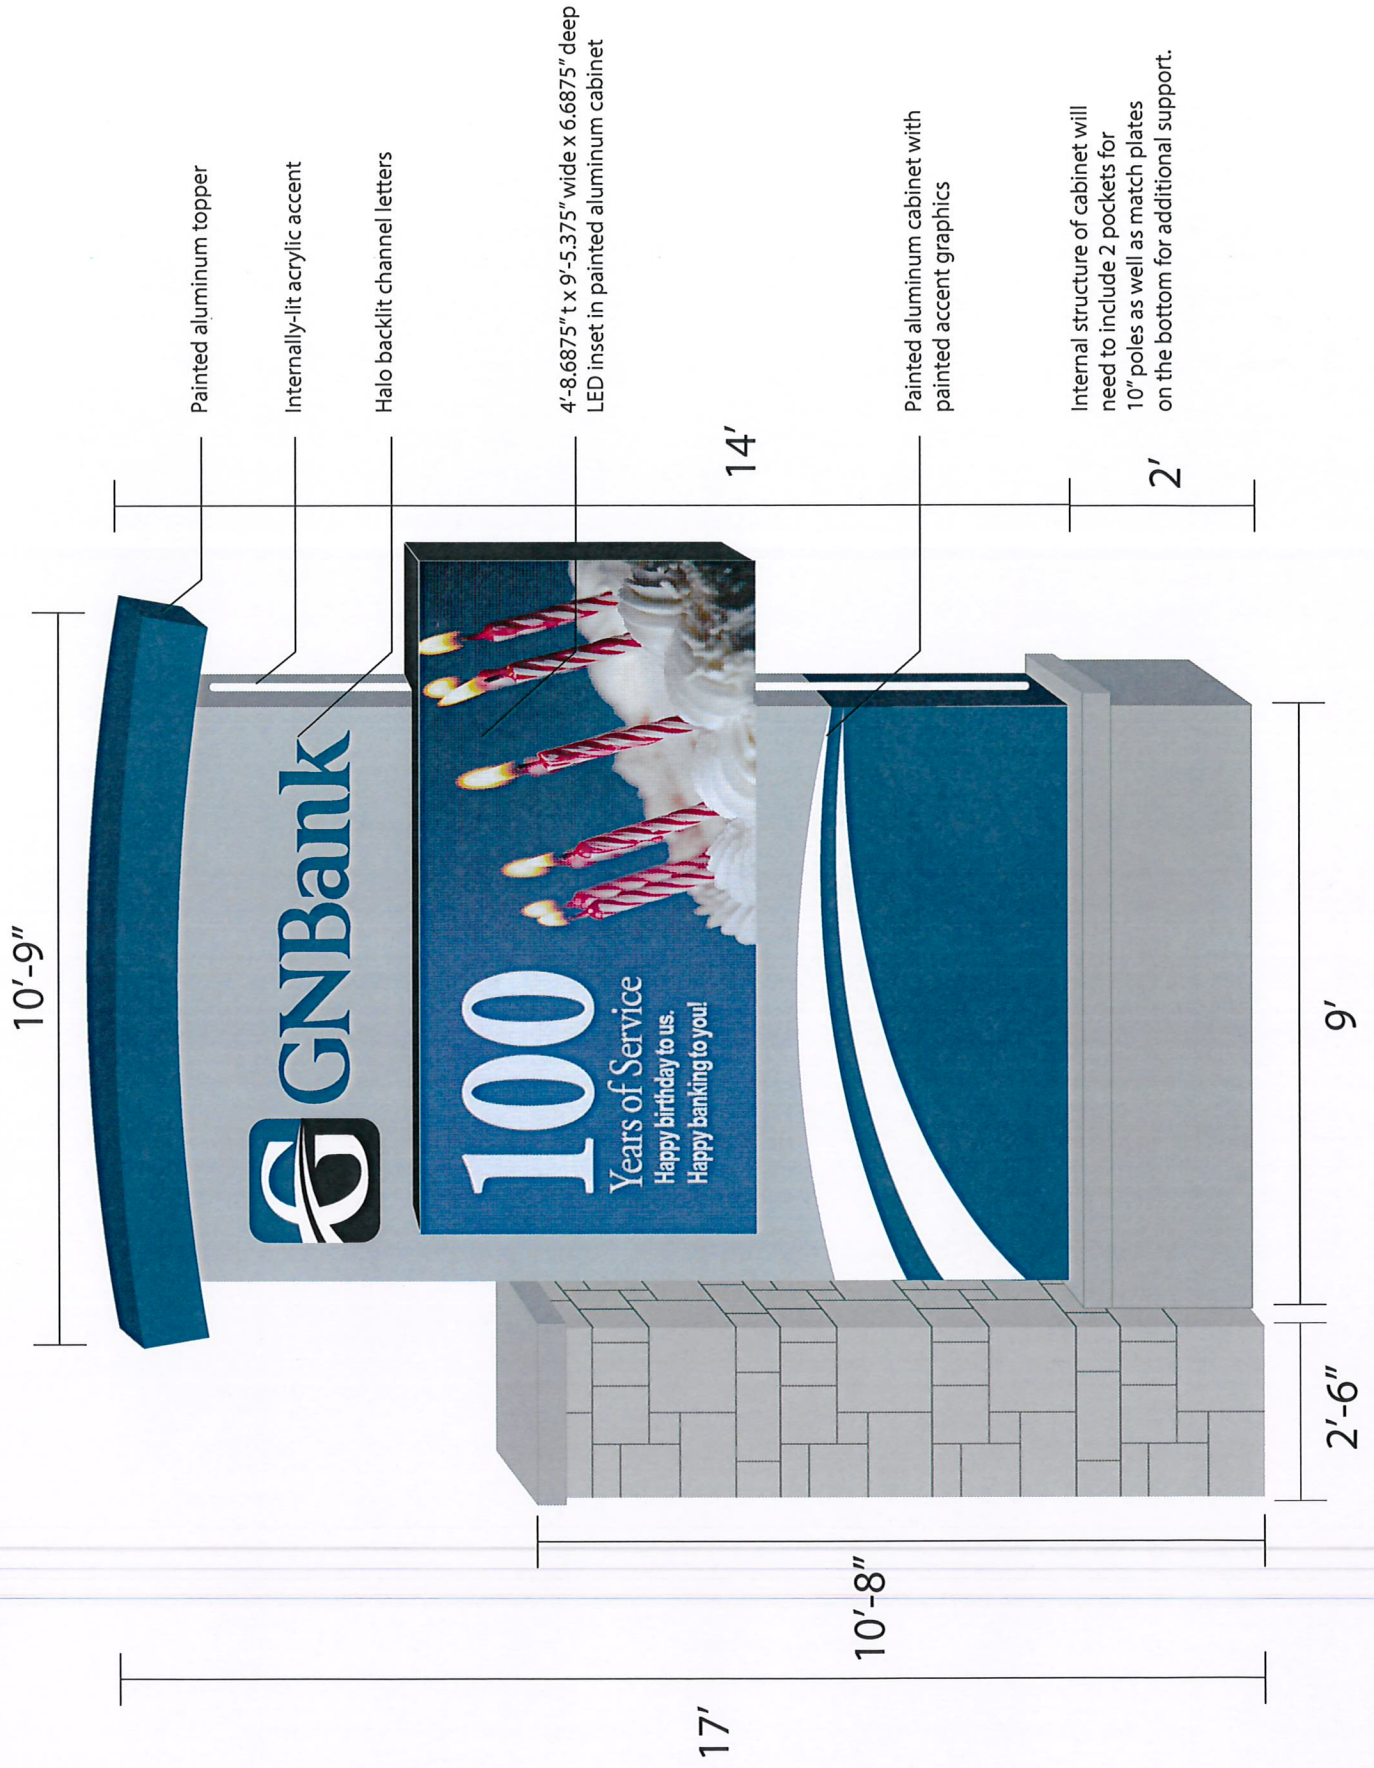 10'-9"
Painted aluminum topper
Internally-lit acrylic accent
Halo backlit channel letters
GNBank
4'-8.6875" t x 9'-5.375" wide x 6.6875" deep
LED inset in painted aluminum cabinet
100
Years of Service
Happy birthday to us.
Happy banking to you!
14'
Painted aluminum cabinet with
painted accent graphics
17'
10'-8"
Internal structure of cabinet will
need to include 2 pockets for
10" poles as well as match plates
on the bottom for additional support.
2'
2'-6"
9'